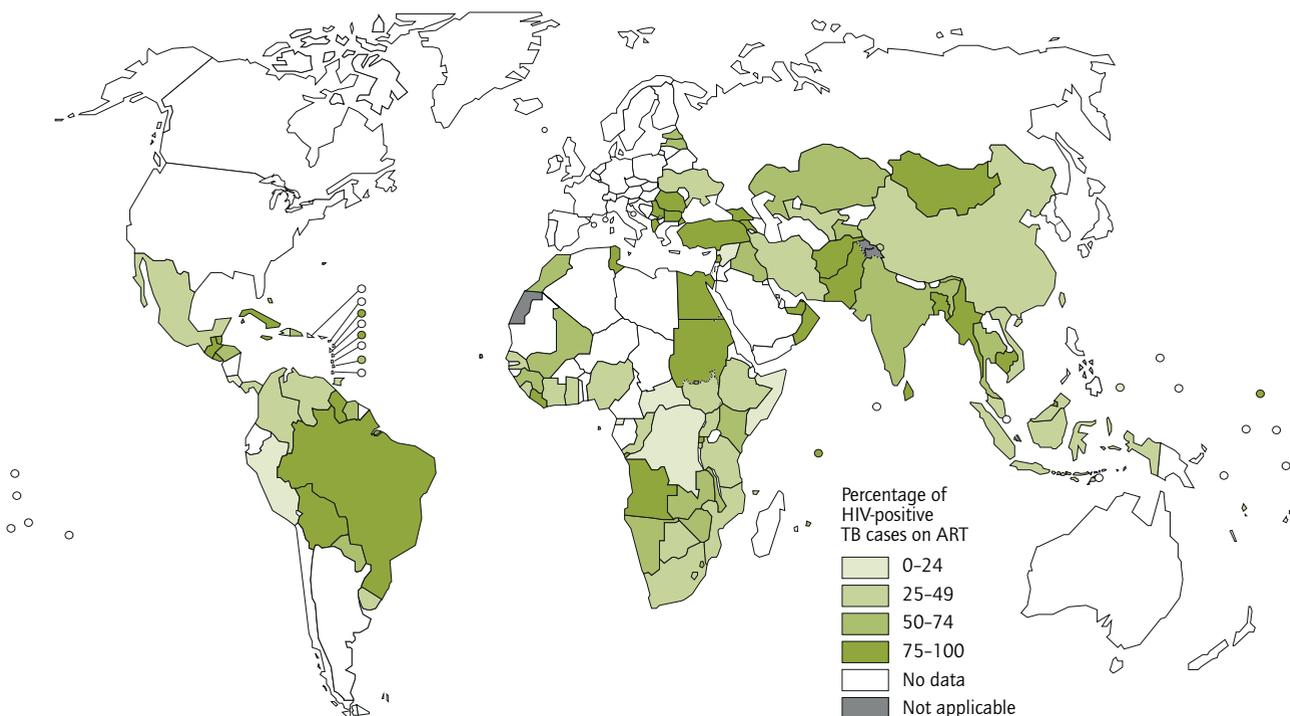 Percentage of
HIV-positive
TB cases on ART
0–24
25–49
50–74
75–100
No data
Not applicable